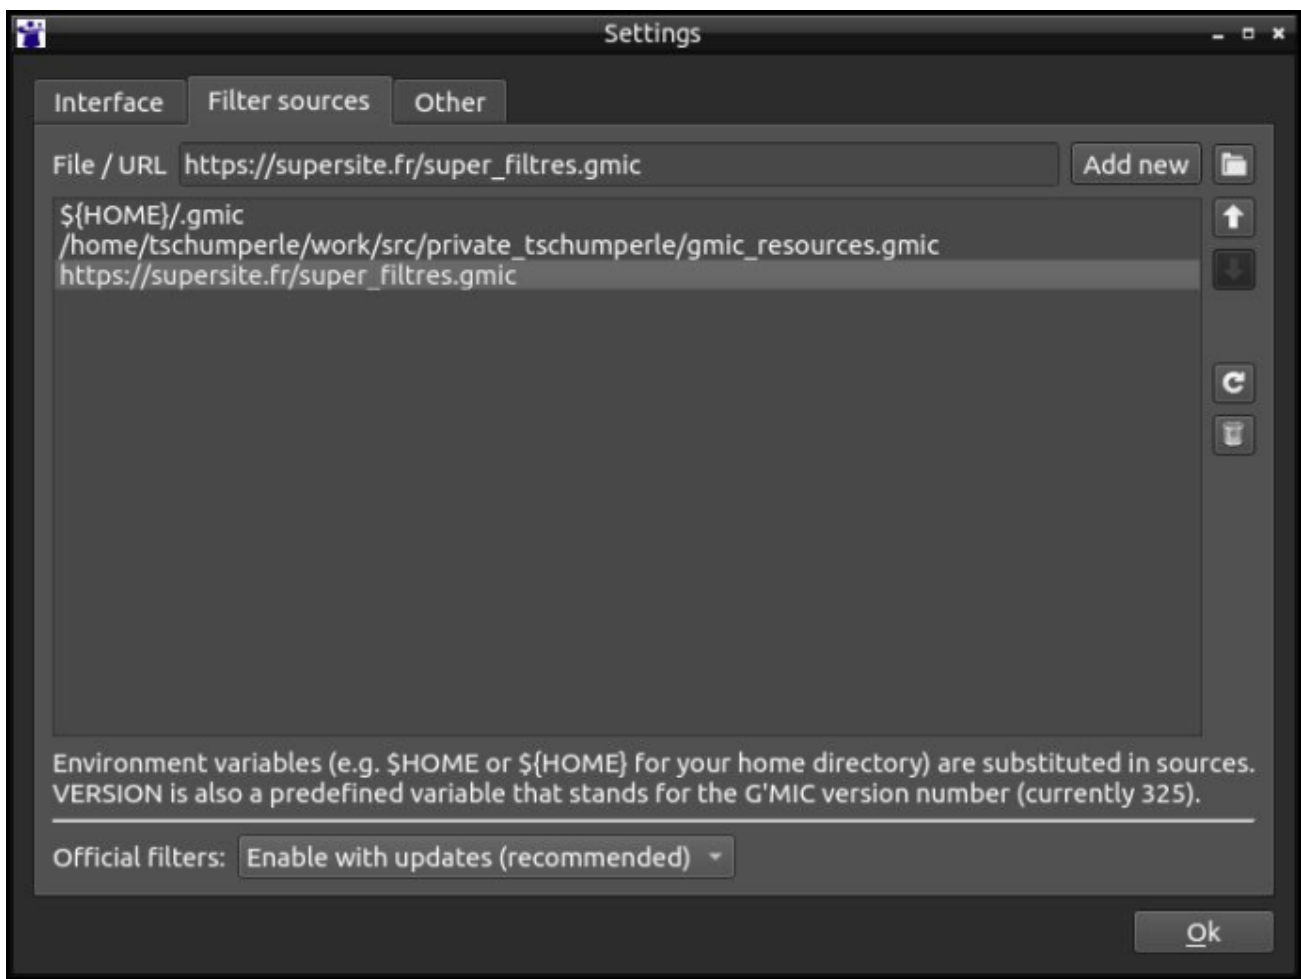 Settings
Interface
Filter sources
Other
File / URL
https://supersite.fr/super_filtres.gmic
Add new
${HOME}/.gmic
/home/tschumperle/work/src/private_tschumperle/gmic_resources.gmic
https://supersite.fr/super_filtres.gmic
Environment variables (e.g. $HOME or ${HOME} for your home directory) are substituted in sources.
VERSION is also a predefined variable that stands for the G'MIC version number (currently 325).
Official filters:
Enable with updates (recommended)
Ok